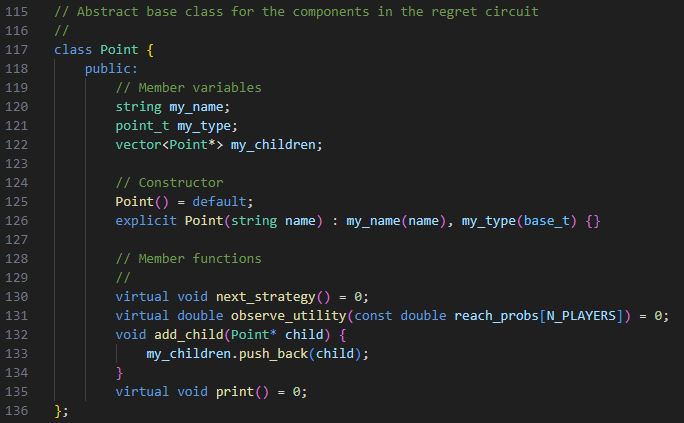 115 // Abstract base class for the components in the regret circuit
116 //
117 class Point {
118     public:
119         // Member variables
120         string my_name;
121         point_t my_type;
122         vector<Point*> my_children;
123
124         // Constructor
125         Point() = default;
126         explicit Point(string name) : my_name(name), my_type(base_t) {}
127
128         // Member functions
129         //
130         virtual void next_strategy() = 0;
131         virtual double observe_utility(const double reach_probs[N_PLAYERS]) = 0;
132         void add_child(Point* child) {
133             my_children.push_back(child);
134         }
135         virtual void print() = 0;
136 };